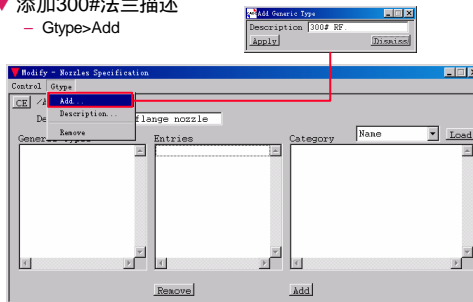 添加300#法兰描述
– Gtype>Add
Add Generic Type
Description 300# RF.
Apply Dismiss
Modify - Nozzles Specification
Control Gtype
CE
Add...
Description...
Remove
flange nozzle
Entries
Category
Name
Load
Remove
Add